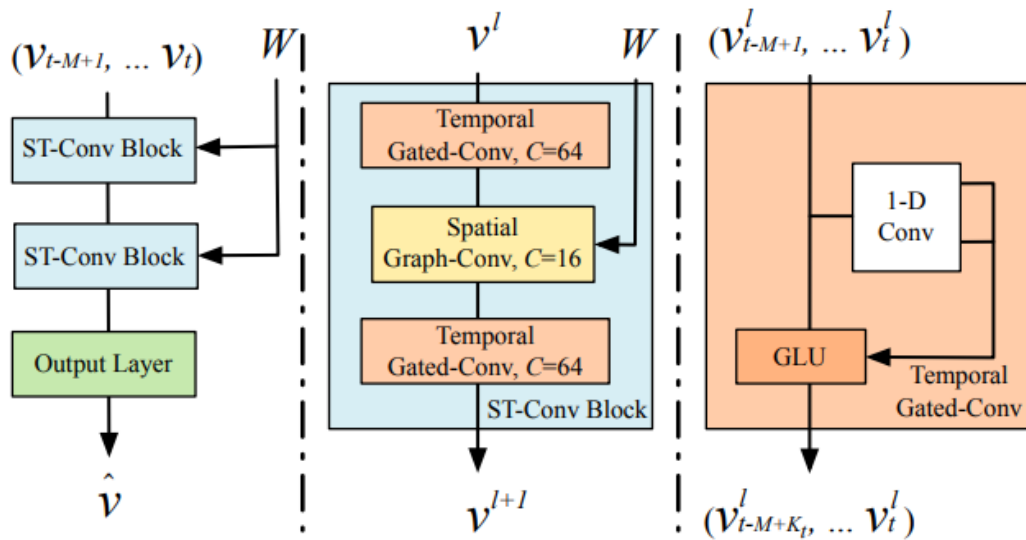 (v_{t-M+1}, ... v_t)
W
ST-Conv Block
ST-Conv Block
Output Layer
v̂
v^l
W
Temporal
Gated-Conv, C=64
Spatial
Graph-Conv, C=16
Temporal
Gated-Conv, C=64
ST-Conv Block
v^{l+1}
(v^l_{t-M+1}, ... v^l_t)
1-D
Conv
GLU
Temporal
Gated-Conv
(v^l_{t-M+K_t}, ... v^l_t)